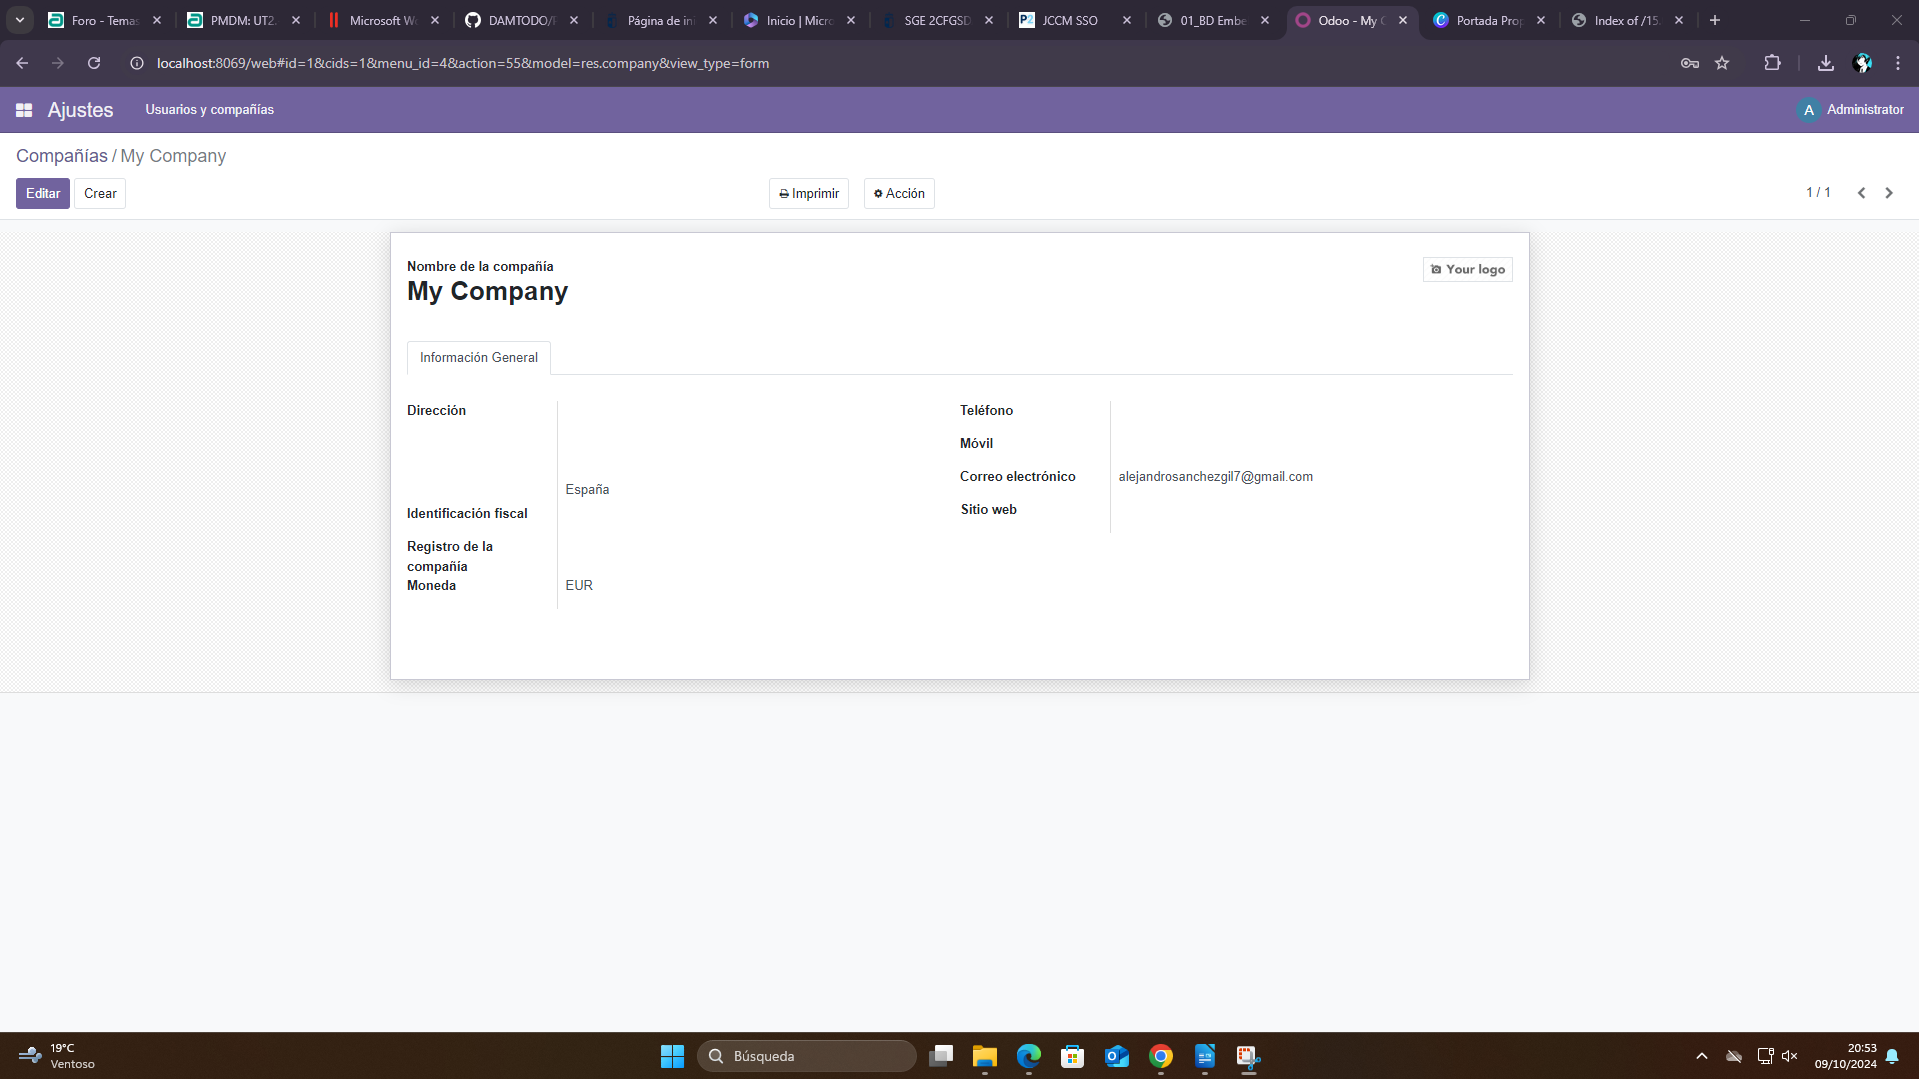 Foro - Temas
PMDM: UT2
Microsoft Wo
DAMTODO/P
Página de ini
Inicio | Micro
SGE 2CFGSD
P2 JCCM SSO
01_BD Embe
Odoo - My C
Portada Prop
Index of /15.
localhost:8069/web#id=1&cids=1&menu_id=4&action=55&model=res.company&view_type=form
Ajustes
Usuarios y compañías
A Administrator
Compañías / My Company
Editar
Crear
Imprimir
Acción
1 / 1
Nombre de la compañía
Your logo
My Company
Información General
Dirección
España
Identificación fiscal
Registro de la
compañía
Moneda
EUR
Teléfono
Móvil
Correo electrónico
alejandrosanchezgil7@gmail.com
Sitio web
19°C
Ventoso
Búsqueda
20:53
09/10/2024